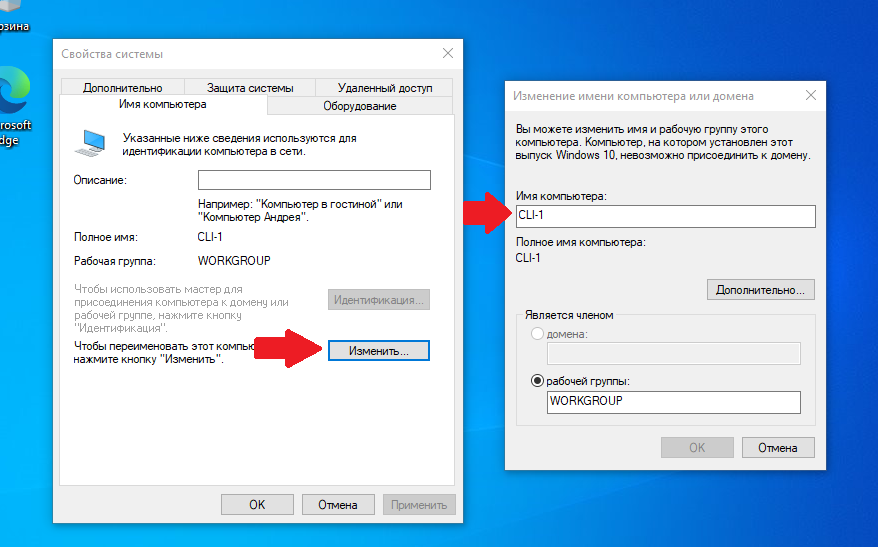 рзина
rosoft
dge
Свойства системы
Дополнительно
Защита системы
Удаленный доступ
Имя компьютера
Оборудование
Указанные ниже сведения используются для
идентификации компьютера в сети.
Описание:
Например: "Компьютер в гостиной" или
"Компьютер Андрея".
Полное имя:
CLI-1
Рабочая группа:
WORKGROUP
Чтобы использовать мастер для
присоединения компьютера к домену или
рабочей группе, нажмите кнопку
"Идентификация".
Идентификация...
Чтобы переименовать этот компью
нажмите кнопку "Изменить".
Изменить...
OK
Отмена
Применить
Изменение имени компьютера или домена
Вы можете изменить имя и рабочую группу этого
компьютера. Компьютер, на котором установлен этот
выпуск Windows 10, невозможно присоединить к домену.
Имя компьютера:
CLI-1
Полное имя компьютера:
CLI-1
Дополнительно...
Является членом
домена:
рабочей группы:
WORKGROUP
OK
Отмена